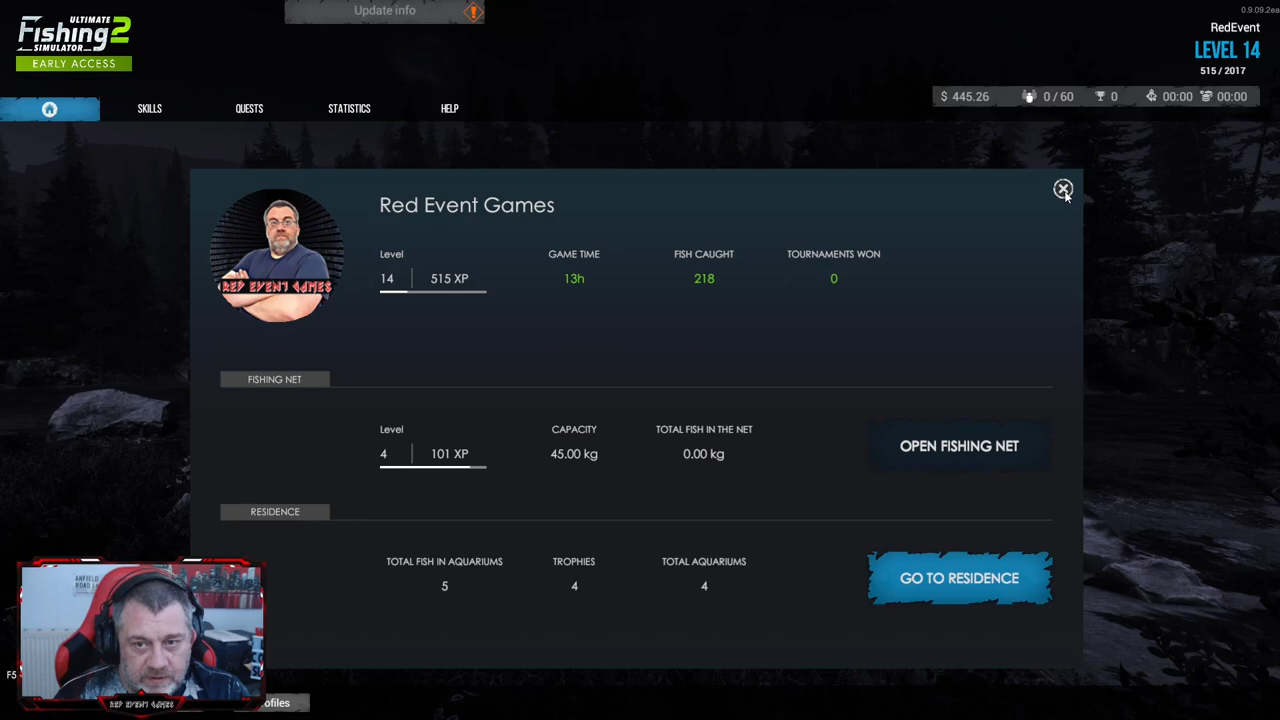 ULTIMATE
Fishing 2
SIMULATOR
EARLY ACCESS
Update info
0.9.09.2ea
RedEvent
LEVEL 14
515 / 2017
$ 445.26 0 / 60 0 00:00 00:00
SKILLS QUESTS STATISTICS HELP
Red Event Games
RED EVENT GAMES
Level GAME TIME FISH CAUGHT TOURNAMENTS WON
14 515 XP 13h 218 0
FISHING NET
Level CAPACITY TOTAL FISH IN THE NET
4 101 XP 45.00 kg 0.00 kg
OPEN FISHING NET
RESIDENCE
TOTAL FISH IN AQUARIUMS TROPHIES TOTAL AQUARIUMS
5 4 4
GO TO RESIDENCE
ANFIELD
ROAD
F5
ofiles
RED EVENT GAMES